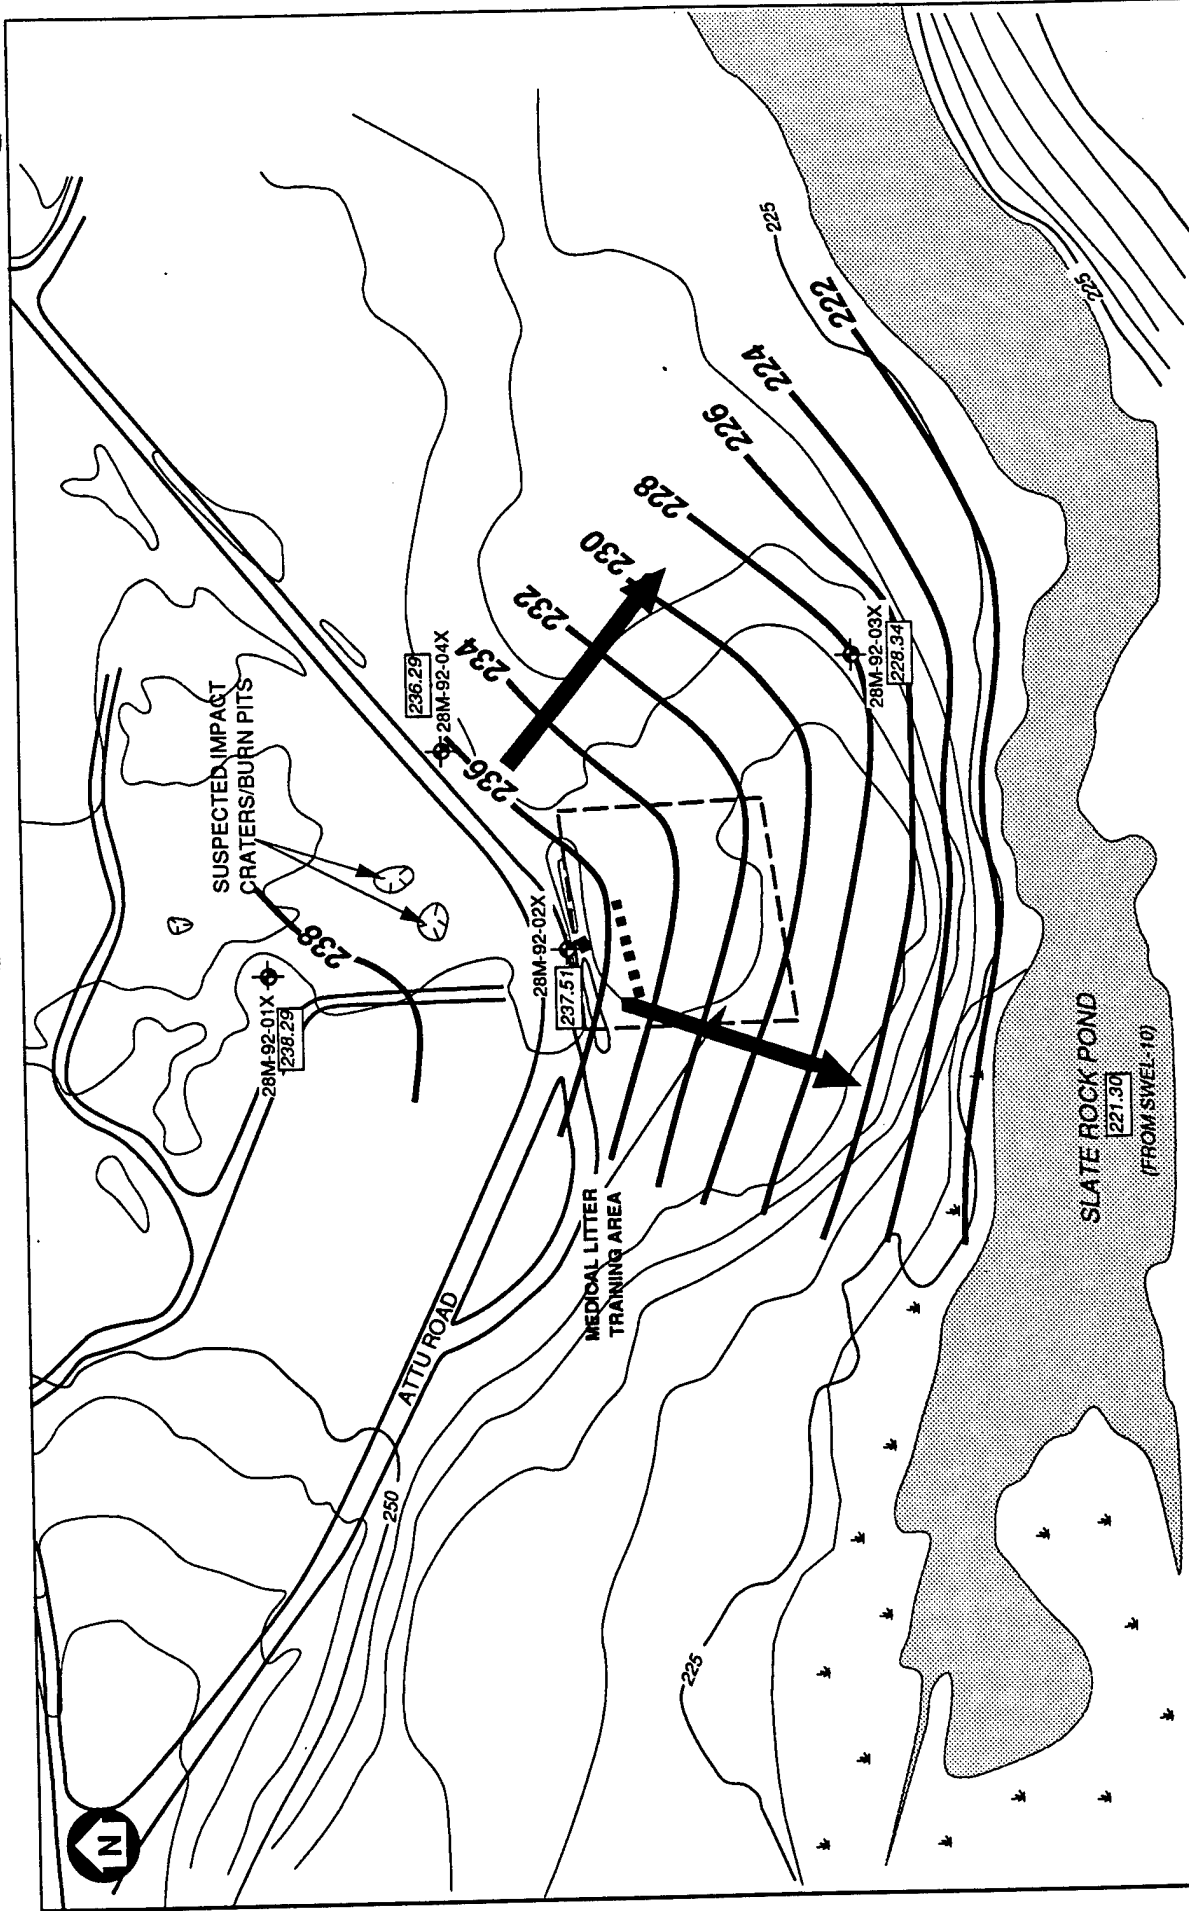 N
SUSPECTED IMPACT
CRATERS/BURN PITS
28M-92-01X
238.29
238
236.29
28M-92-04X
236
234
232
230
228
226
224
222
225
225
28M-92-02X
237.51
28M-92-03X
228.34
ATTU ROAD
250
MEDICAL LITTER
TRAINING AREA
225
SLATE ROCK POND
221.30
(FROM SWEL-10)